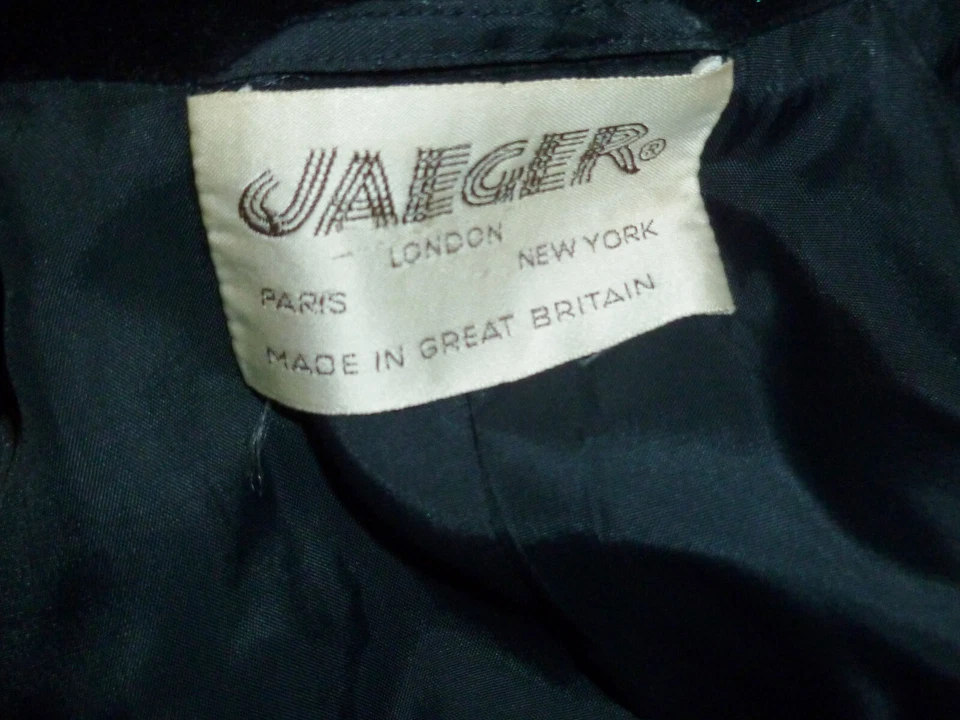 JAEGER®
LONDON
PARIS NEW YORK
MADE IN GREAT BRITAIN